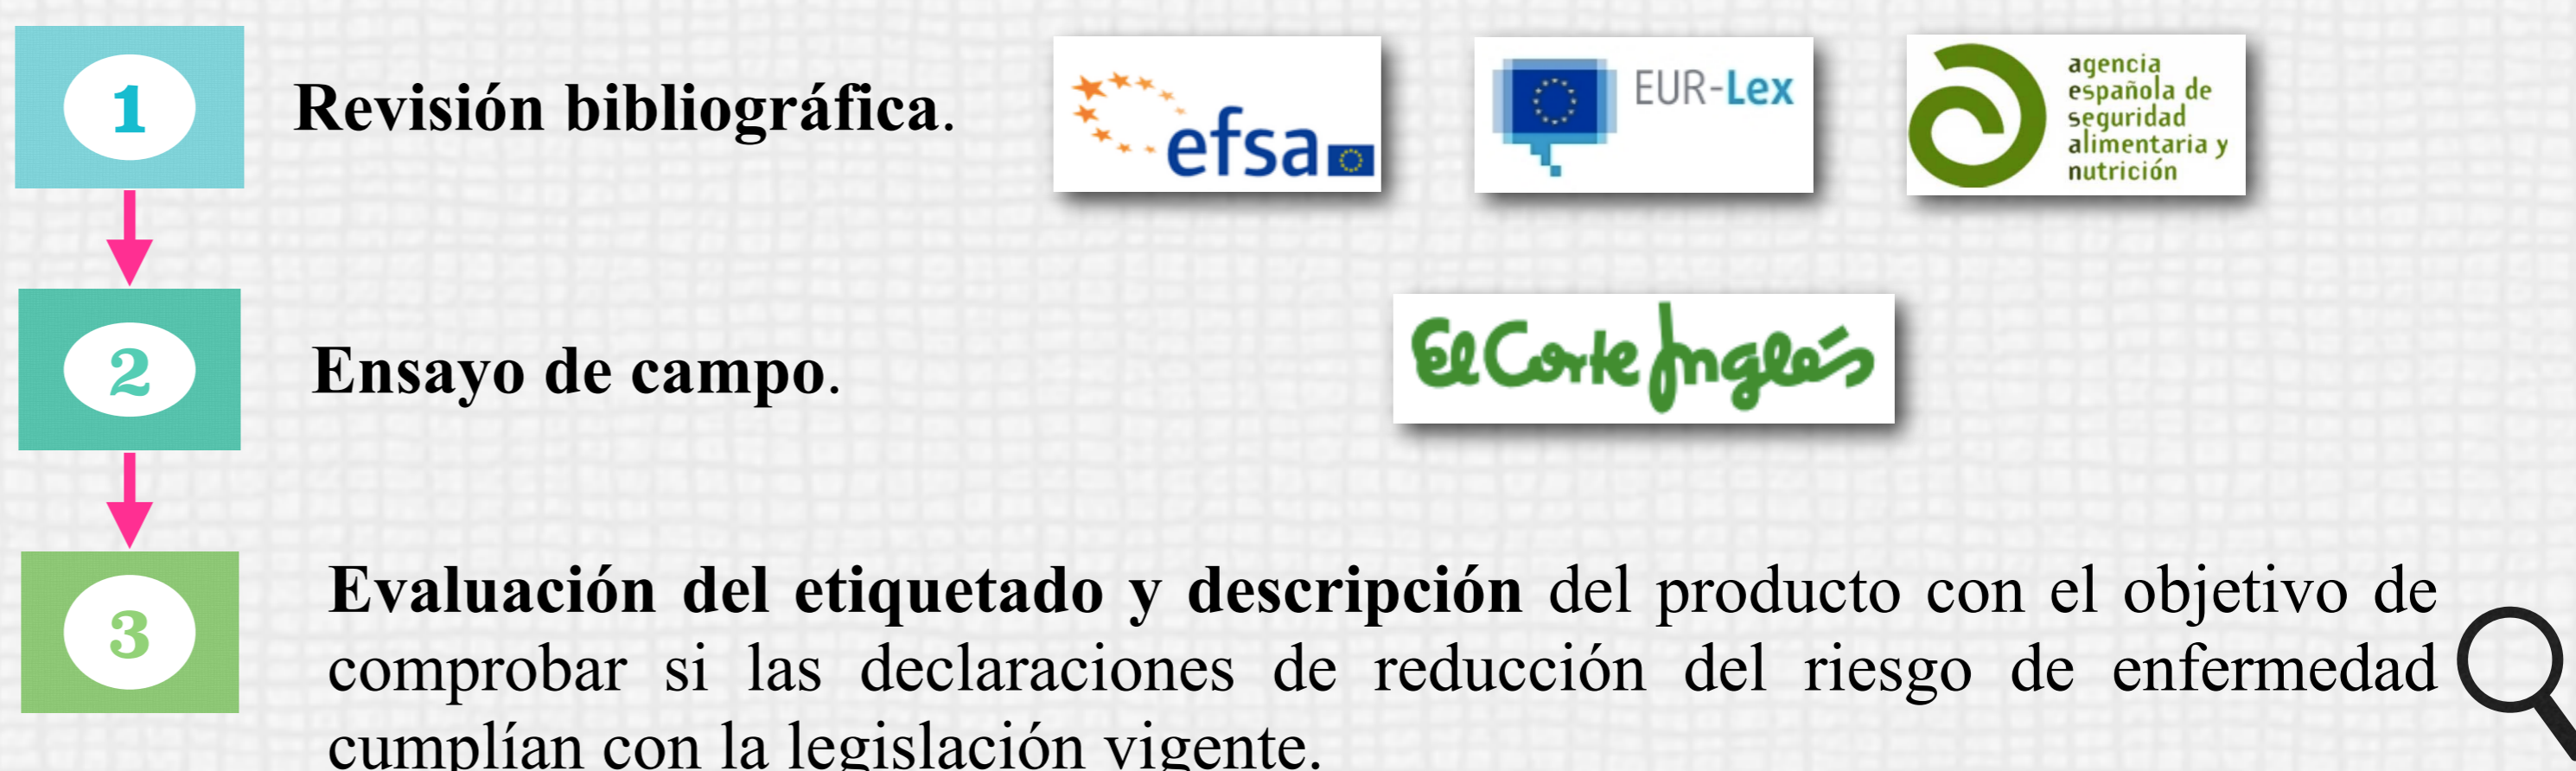 1
Revisión bibliográfica.
efsa
EUR-Lex
agencia
española de
seguridad
alimentaria y
nutrición
2
Ensayo de campo.
El Corte Inglés
3
Evaluación del etiquetado y descripción del producto con el objetivo de
comprobar si las declaraciones de reducción del riesgo de enfermedad
cumplían con la legislación vigente.